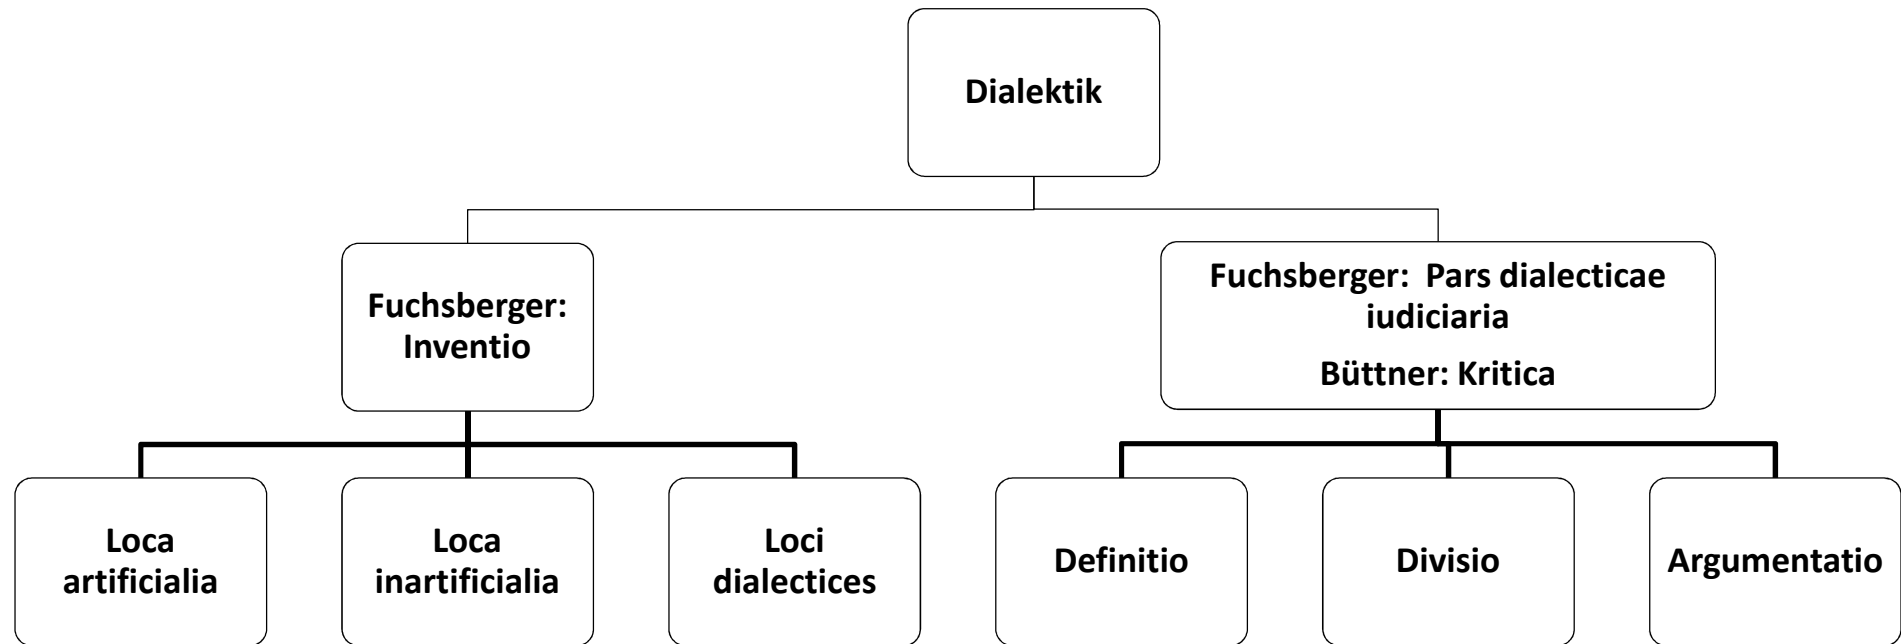 Dialektik
Fuchsberger:
Inventio
Fuchsberger: Pars dialecticae
iudiciaria
Büttner: Kritica
Loca
artificialia
Loca
inartificialia
Loci
dialectices
Definitio
Divisio
Argumentatio